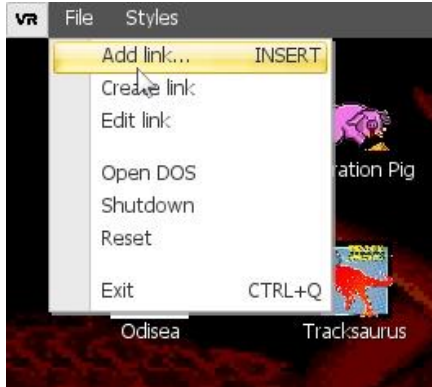 VR File Styles
Add link... INSERT
Create link
Edit link
ration Pig
Open DOS
Shutdown
Reset
Exit CTRL+Q
Odisea Tracksaurus